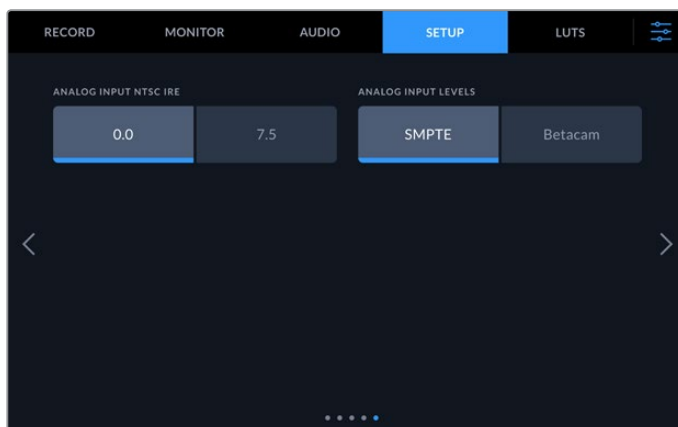 RECORD MONITOR AUDIO SETUP LUTS
ANALOG INPUT NTSC IRE ANALOG INPUT LEVELS
0.0 7.5 SMPTE Betacam